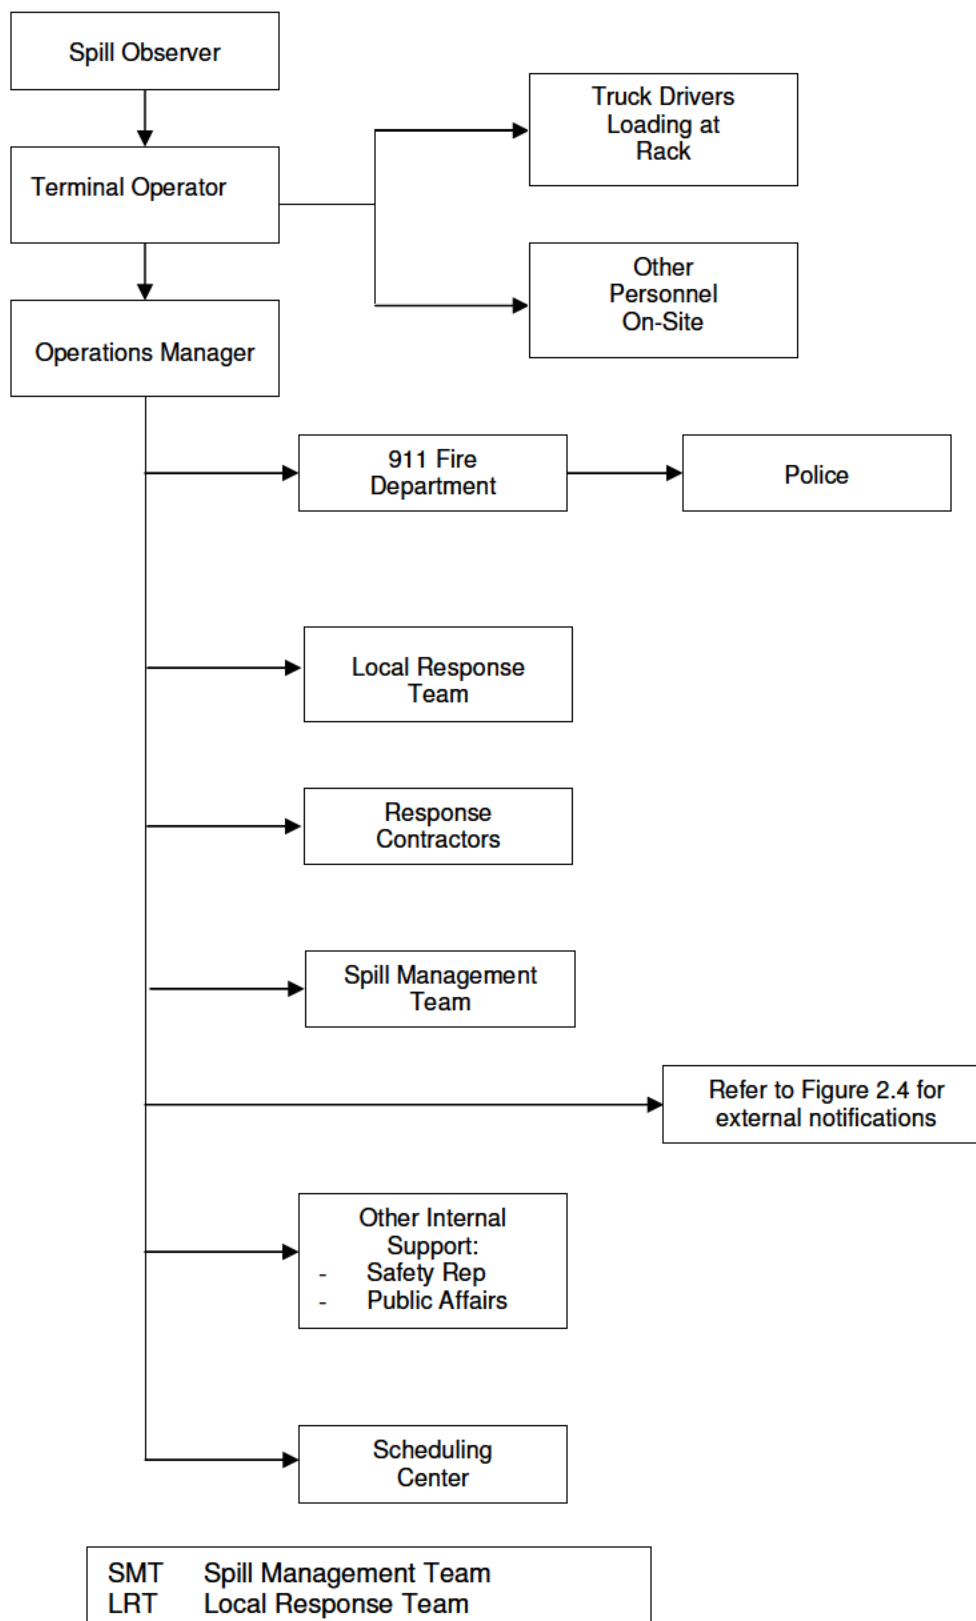 Spill Observer
Truck Drivers
Loading at
Rack
Terminal Operator
Other
Personnel
On-Site
Operations Manager
911 Fire
Department
Police
Local Response
Team
Response
Contractors
Spill Management
Team
Refer to Figure 2.4 for
external notifications
Other Internal
Support:
- Safety Rep
- Public Affairs
Scheduling
Center
SMT Spill Management Team
LRT Local Response Team